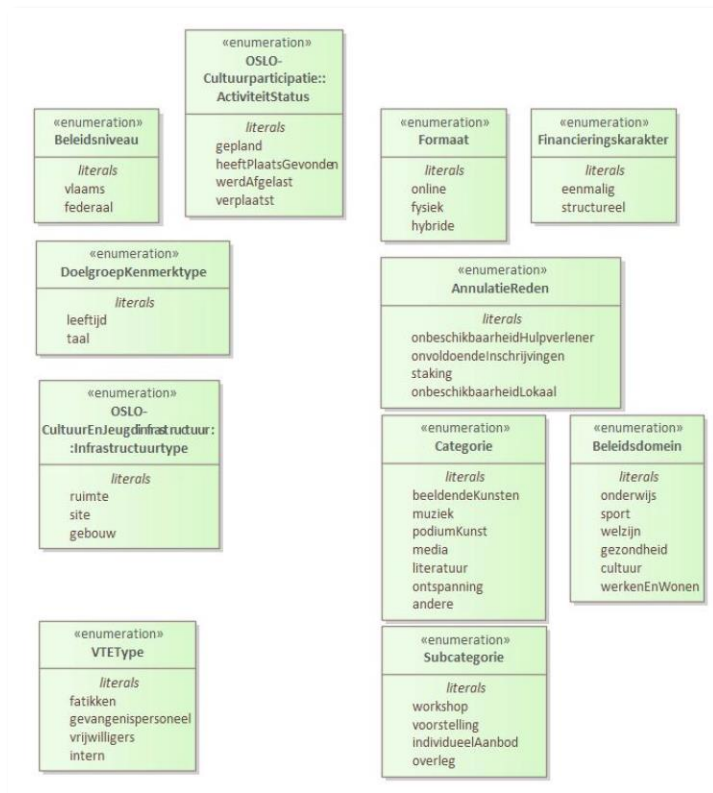 «enumeration»
Beleidsniveau
literals
vlaams
federaal
«enumeration»
OSLO-
Cultuurparticipatie::
ActiviteitStatus
literals
gepland
heeftPlaatsGevonden
werdAfgelast
verplaatst
«enumeration»
Formaat
literals
online
fysiek
hybride
«enumeration»
Financieringskarakter
literals
eenmalig
structureel
«enumeration»
DoelgroepKenmerktype
literals
leeftijd
taal
«enumeration»
AnnulatieReden
literals
onbeschikbaarheidHulpverlener
onvoldoendeInschrijvingen
staking
onbeschikbaarheidLokaal
«enumeration»
OSLO-
CultuurEnJeugdinfrastructuur:
:Infrastructuurtype
literals
ruimte
site
gebouw
«enumeration»
Categorie
literals
beeldendeKunsten
muziek
podiumKunst
media
literatuur
ontspanning
andere
«enumeration»
Beleidsdomein
literals
onderwijs
sport
welzijn
gezondheid
cultuur
werkenEnWonen
«enumeration»
VTEType
literals
fatikken
gevangenispersoneel
vrijwilligers
intern
«enumeration»
Subcategorie
literals
workshop
voorstelling
individueelAanbod
overleg